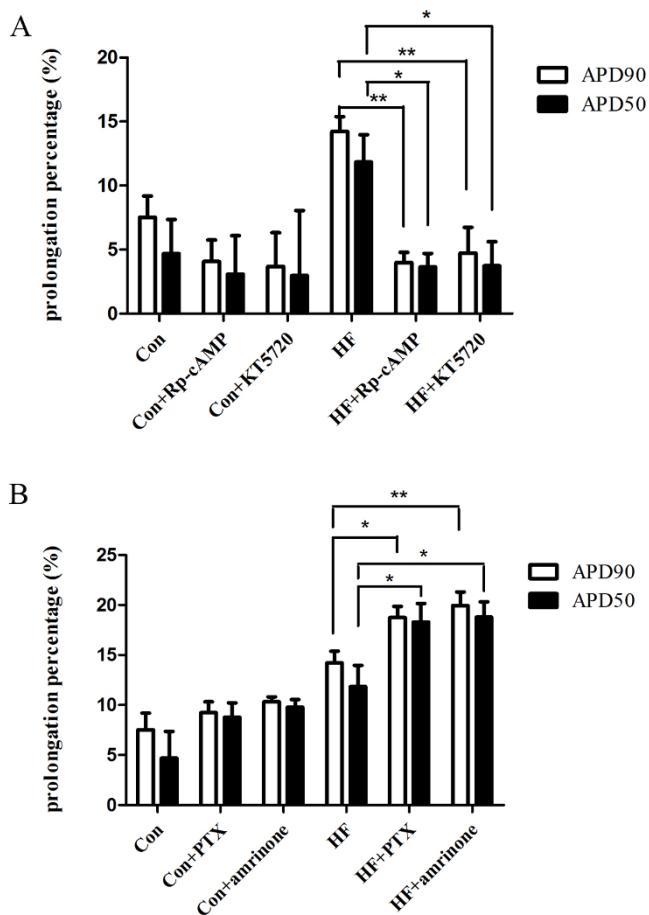 A
prolongation percentage (%)
20
15
10
5
0
*
**
*
**
APD90
APD50
Con
Con+Rp-cAMP
Con+KT5720
HF
HF+Rp-cAMP
HF+KT5720
B
prolongation percentage (%)
25
20
15
10
5
0
**
*
*
*
APD90
APD50
Con
Con+PTX
Con+amrinone
HF
HF+PTX
HF+amrinone